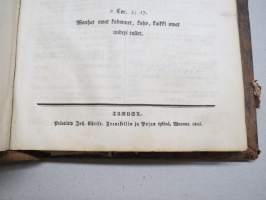 2 Cor. 5: 17.
Wanhat owat kadonnet, katso, kaikki owat
uudexi tullet.
TURUSA,
Präntätty Joh. Christ. Frenckellin ja Pojan tykönä, Wuonna